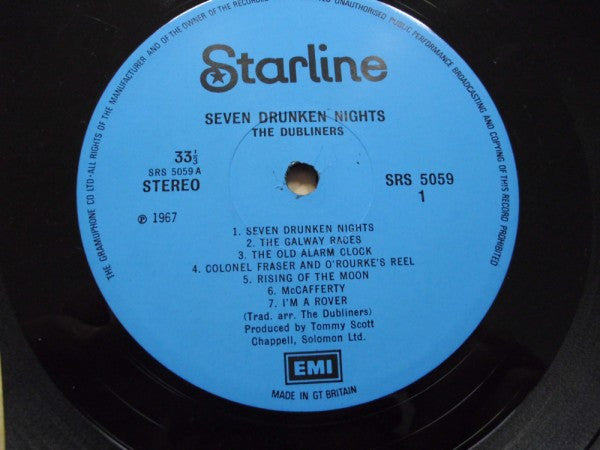 THE GRAMOPHONE CO LTD·ALL RIGHTS OF THE MANUFACTURER AND OF THE OWNER OF THE RECORDED
UNAUTHORISED PUBLIC PERFORMANCE BROADCASTING AND COPYING OF THIS RECORD PROHIBITED
Starline
SEVEN DRUNKEN NIGHTS
THE DUBLINERS
33⅓
SRS 5059 A
STEREO
SRS 5059
1
℗ 1967
1. SEVEN DRUNKEN NIGHTS
2. THE GALWAY RACES
3. THE OLD ALARM CLOCK
4. COLONEL FRASER AND O'ROURKE'S REEL
5. RISING OF THE MOON
6. McCAFFERTY
7. I'M A ROVER
(Trad. arr. The Dubliners)
Produced by Tommy Scott
Chappell, Solomon Ltd.
EMI
MADE IN GT BRITAIN